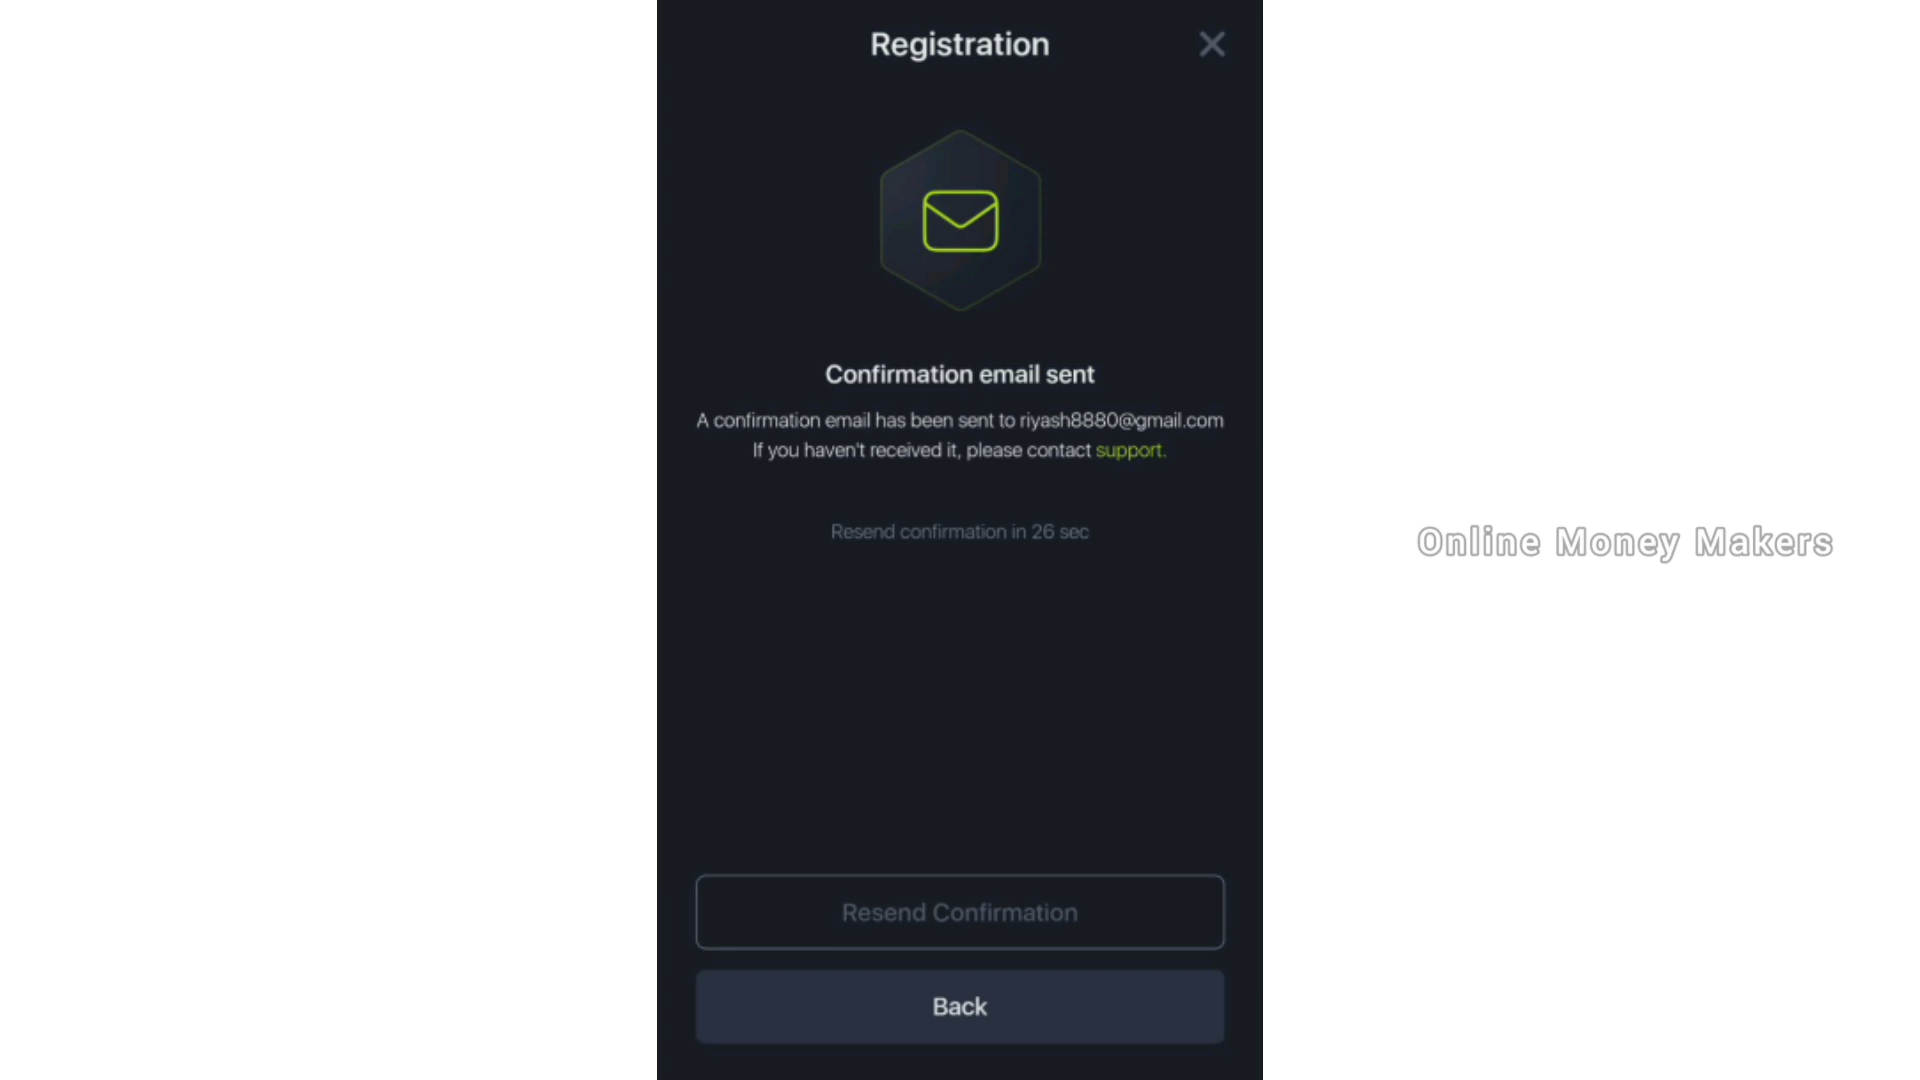 Registration
Confirmation email sent
A confirmation email has been sent to riyash8880@gmail.com
If you haven't received it, please contact support.
Resend confirmation in 26 sec
Online Money Makers
Resend Confirmation
Back